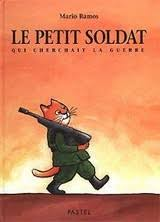 Mario Ramos
LE PETIT SOLDAT
QUI CHERCHAIT LA GUERRE
PASTEL